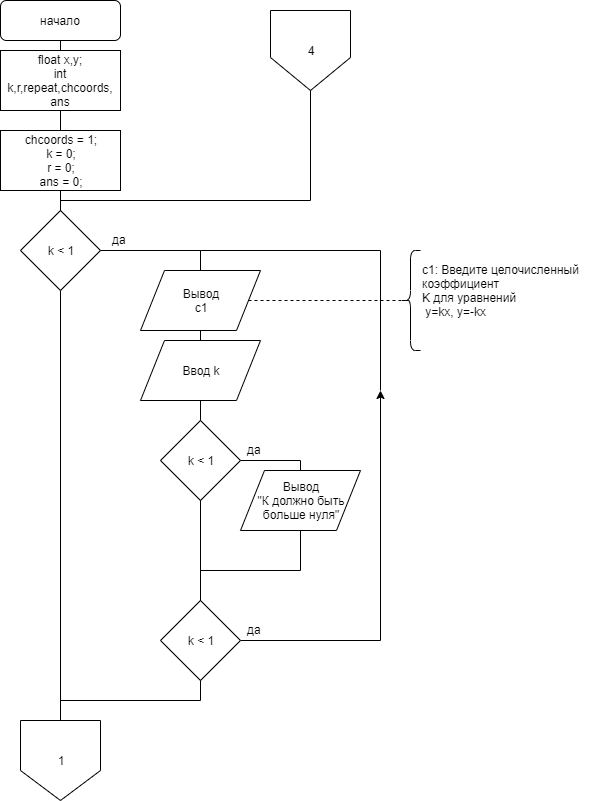 начало
float x,y;
int
k,r,repeat,chcoords,
ans
4
chcoords = 1;
k = 0;
r = 0;
ans = 0;
k < 1
да
Вывод
c1
c1: Введите целочисленный
коэффициент
K для уравнений
y=kx, y=-kx
Ввод k
k < 1
да
Вывод
"К должно быть
больше нуля"
k < 1
да
1